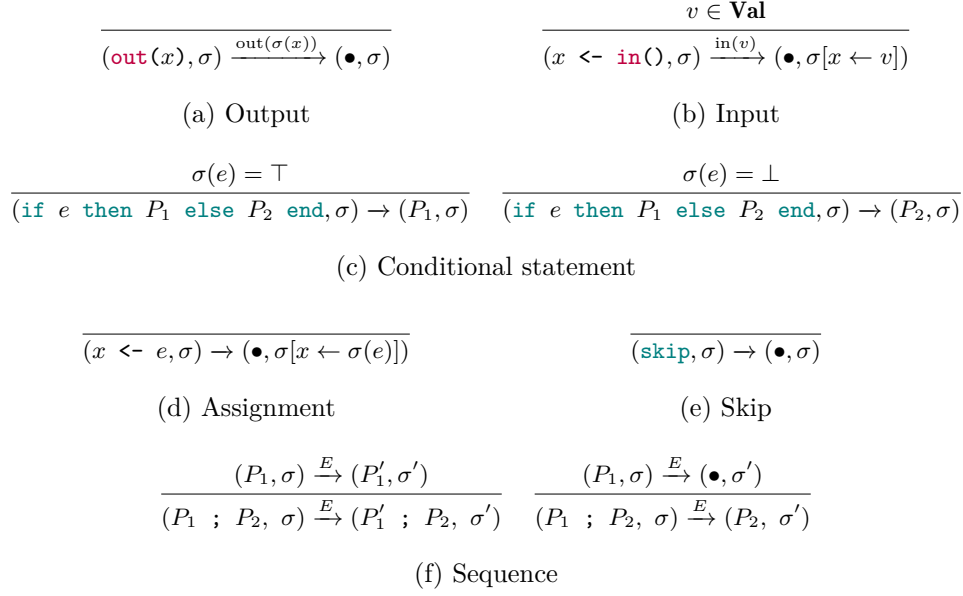 v ∈ Val
(out(x), σ) —out(σ(x))→ (●, σ)    (x <- in(), σ) —in(v)→ (●, σ[x ← v])
(a) Output    (b) Input
σ(e) = ⊤    σ(e) = ⊥
(if e then P₁ else P₂ end, σ) → (P₁, σ)    (if e then P₁ else P₂ end, σ) → (P₂, σ)
(c) Conditional statement
(x <- e, σ) → (●, σ[x ← σ(e)])    (skip, σ) → (●, σ)
(d) Assignment    (e) Skip
(P₁, σ) —E→ (P₁′, σ′)    (P₁, σ) —E→ (●, σ′)
(P₁ ; P₂, σ) —E→ (P₁′ ; P₂, σ′)    (P₁ ; P₂, σ) —E→ (P₂, σ′)
(f) Sequence